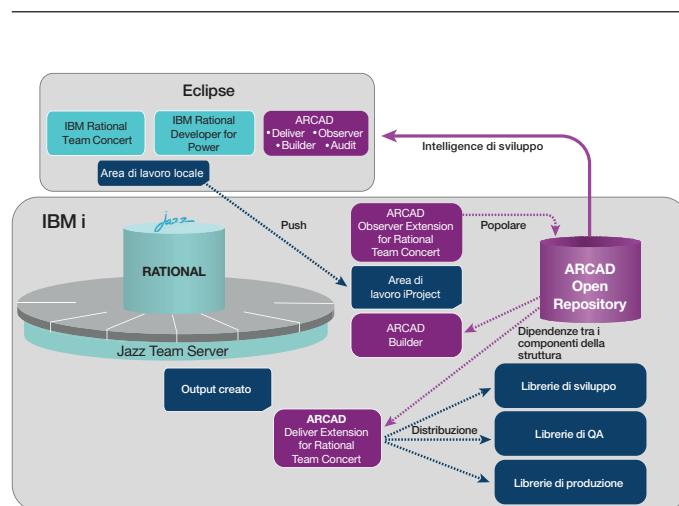 Eclipse
IBM Rational
Team Concert
IBM Rational
Developer for
Power
ARCAD
•Deliver •Observer
•Builder •Audit
Area di lavoro locale
Intelligence di sviluppo
IBM i
jazz
RATIONAL
Jazz Team Server
Push
ARCAD
Observer Extension
for Rational
Team Concert
Popolare
Area di
lavoro iProject
ARCAD
Builder
ARCAD
Open
Repository
Dipendenze tra i
componenti della
struttura
Output creato
ARCAD
Deliver Extension
for Rational
Team Concert
Distribuzione
Librerie di sviluppo
Librerie di QA
Librerie di produzione